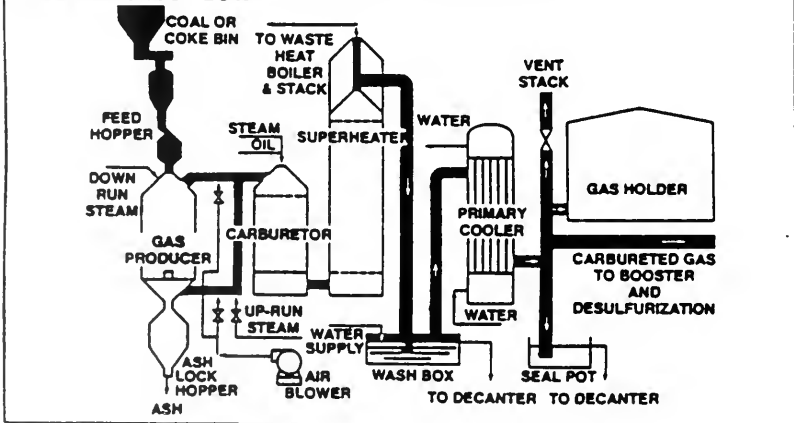 COAL OR
COKE BIN
TO WASTE
HEAT
BOILER
& STACK
VENT
STACK
FEED
HOPPER
STEAM
OIL
SUPERHEATER
WATER
DOWN
RUN
STEAM
GAS HOLDER
GAS
PRODUCER
CARBURETOR
PRIMARY
COOLER
CARBURETED GAS
TO BOOSTER
AND
DESULFURIZATION
UP-RUN
STEAM
WATER
SUPPLY
WATER
ASH
LOCK
HOPPER
AIR
BLOWER
WASH BOX
SEAL POT
TO DECANTER
TO DECANTER
ASH